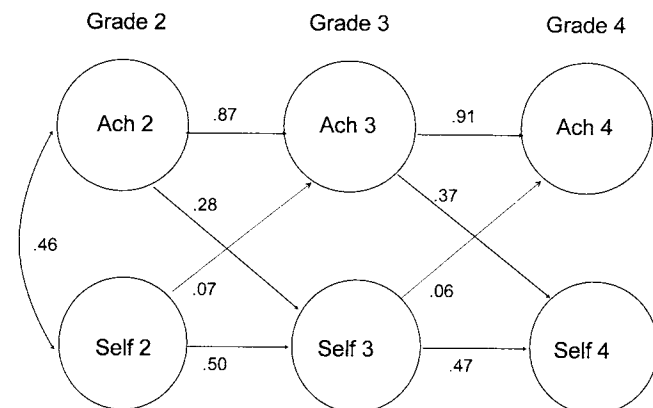 Grade 2 Grade 3 Grade 4
Ach 2 .87 Ach 3 .91 Ach 4
.28 .37
.46
.07 .06
Self 2 .50 Self 3 .47 Self 4